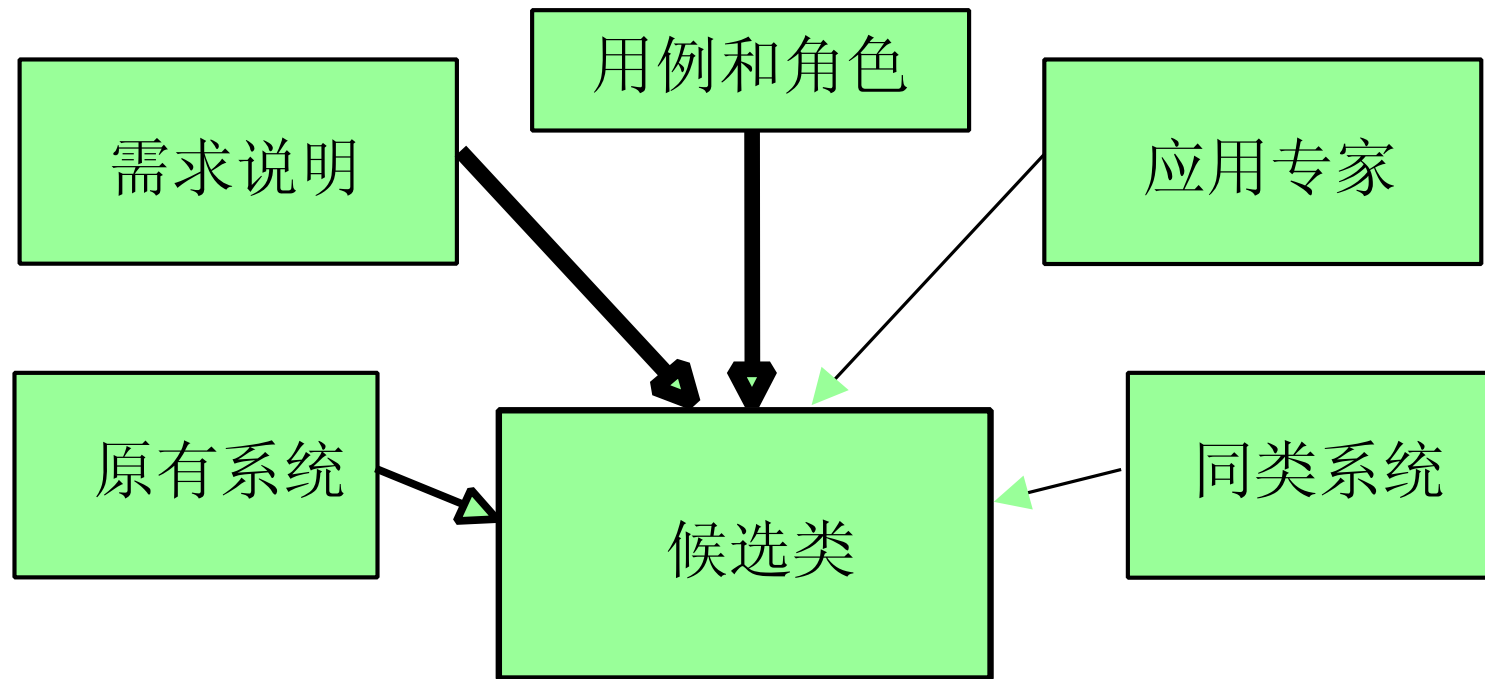 用例和角色
需求说明
应用专家
原有系统
同类系统
候选类